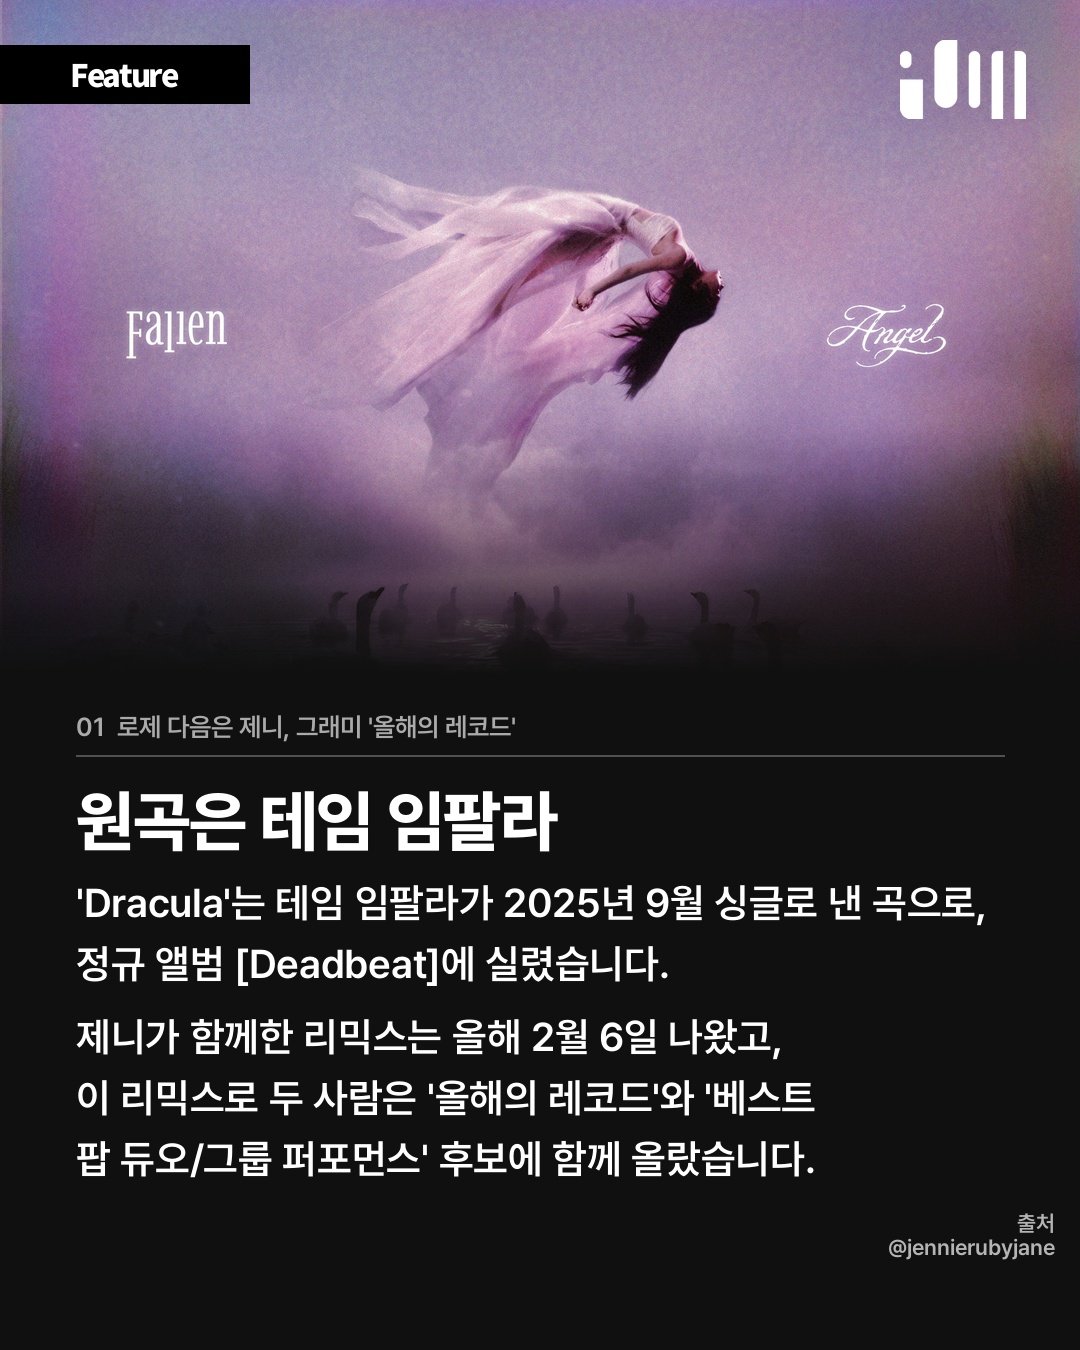 Feature
idm
Fallen
Angel
01 로제 다음은 제니, 그래미 '올해의 레코드'
원곡은 테임 임팔라
'Dracula'는 테임 임팔라가 2025년 9월 싱글로 낸 곡으로,
정규 앨범 [Deadbeat]에 실렸습니다.
제니가 함께한 리믹스는 올해 2월 6일 나왔고,
이 리믹스로 두 사람은 '올해의 레코드'와 '베스트
팝 듀오/그룹 퍼포먼스' 후보에 함께 올랐습니다.
출처
@jennierubyjane